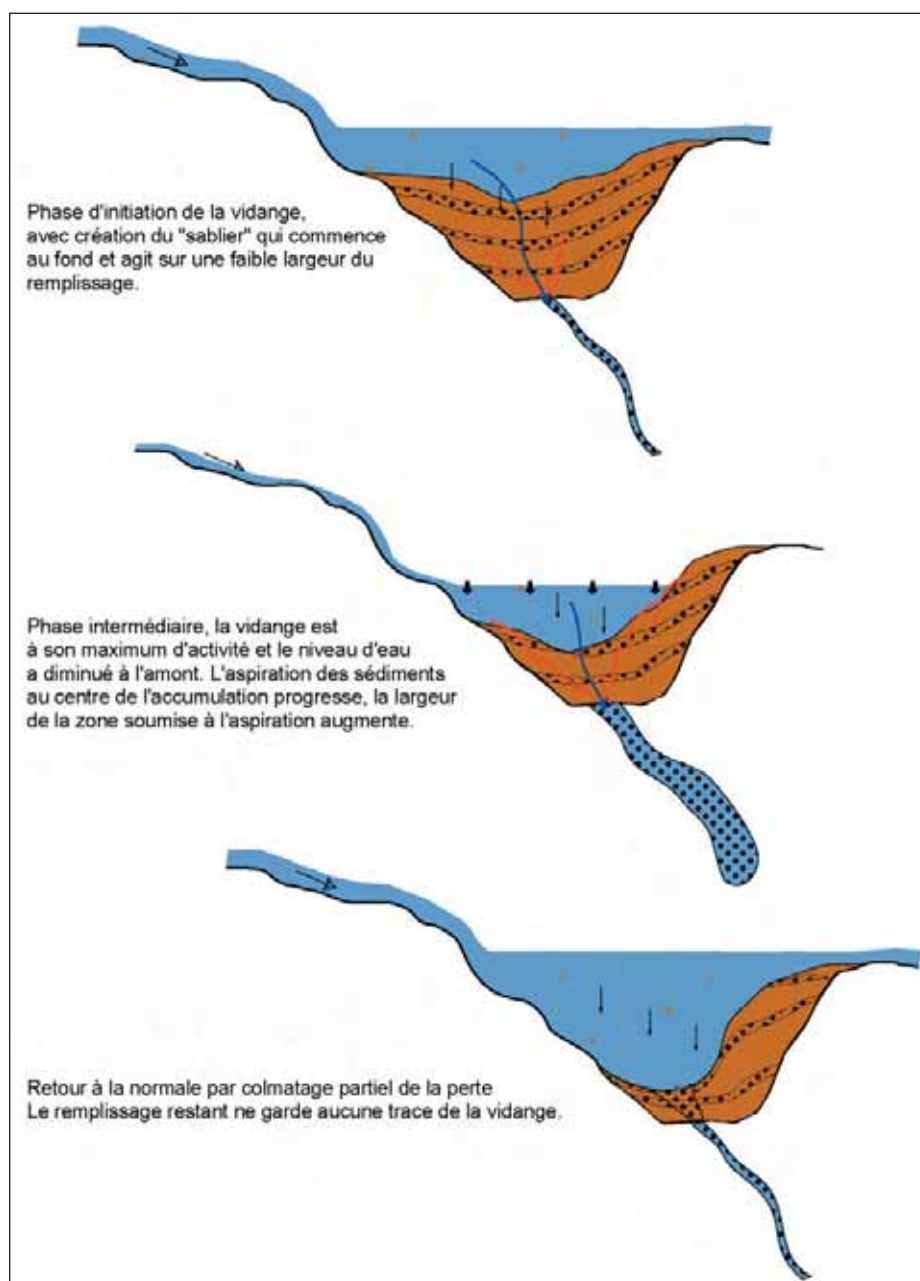 Phase d'initiation de la vidange,
avec création du "sablier" qui commence
au fond et agit sur une faible largeur du
remplissage.
Phase intermédiaire, la vidange est
à son maximum d'activité et le niveau d'eau
a diminué à l'amont. L'aspiration des sédiments
au centre de l'accumulation progresse, la largeur
de la zone soumise à l'aspiration augmente.
Retour à la normale par colmatage partiel de la perte
Le remplissage restant ne garde aucune trace de la vidange.